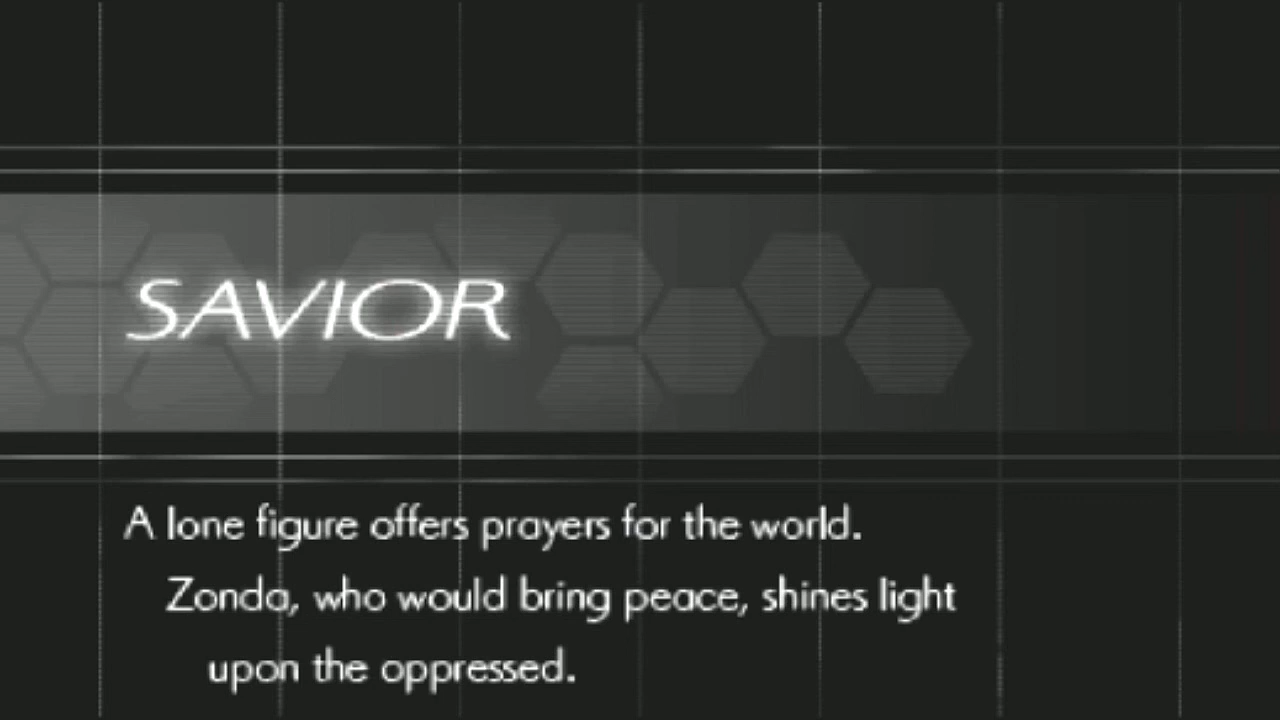 SAVIOR
A lone figure offers prayers for the world.
Zonda, who would bring peace, shines light
upon the oppressed.